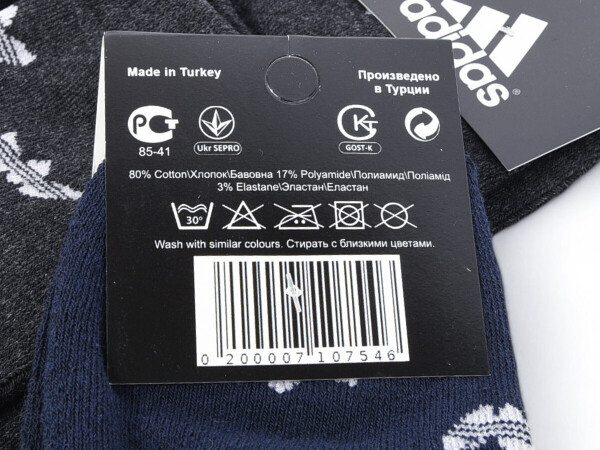 adidas
Made in Turkey
Произведено
в Турции
PCT
85-41
Ukr SEPRO
GOST-K
80% Cotton\Хлопок\Бавовна 17% Polyamide\Полиамид\Поліамід
3% Elastane\Эластан\Еластан
30°
Wash with similar colours. Стирать с близкими цветами.
0 200007 107546